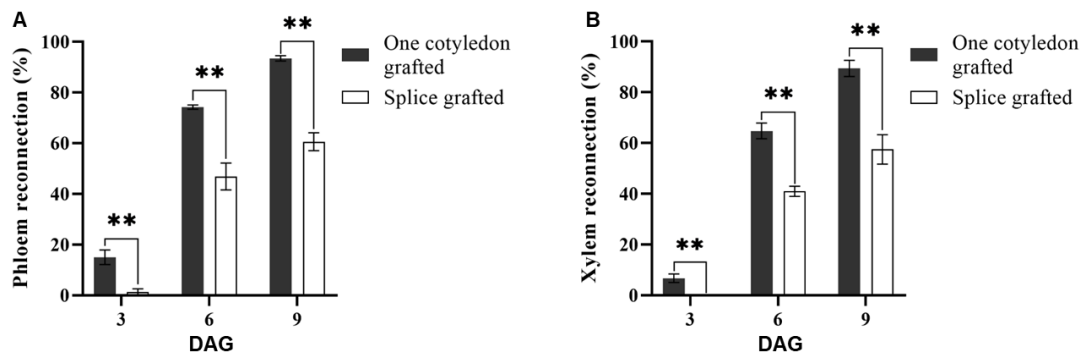 A
Phloem reconnection (%)
100
80
60
40
20
0
**
**
**
3
6
9
DAG
One cotyledon
grafted
Splice grafted
B
Xylem reconnection (%)
100
80
60
40
20
0
**
**
**
3
6
9
DAG
One cotyledon
grafted
Splice grafted